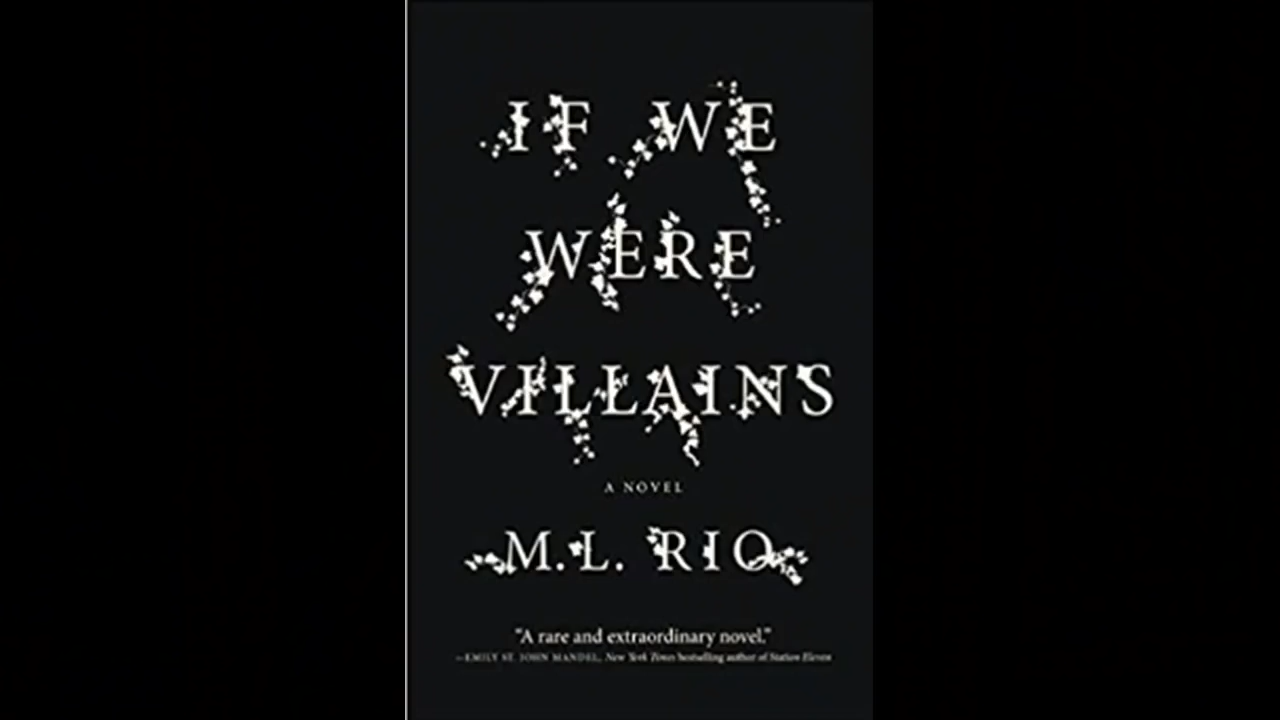 IF WE
WERE
VILLAINS
A NOVEL
M.L. RIO
“A rare and extraordinary novel.”
—EMILY ST. JOHN MANDEL, New York Times bestselling author of Station Eleven